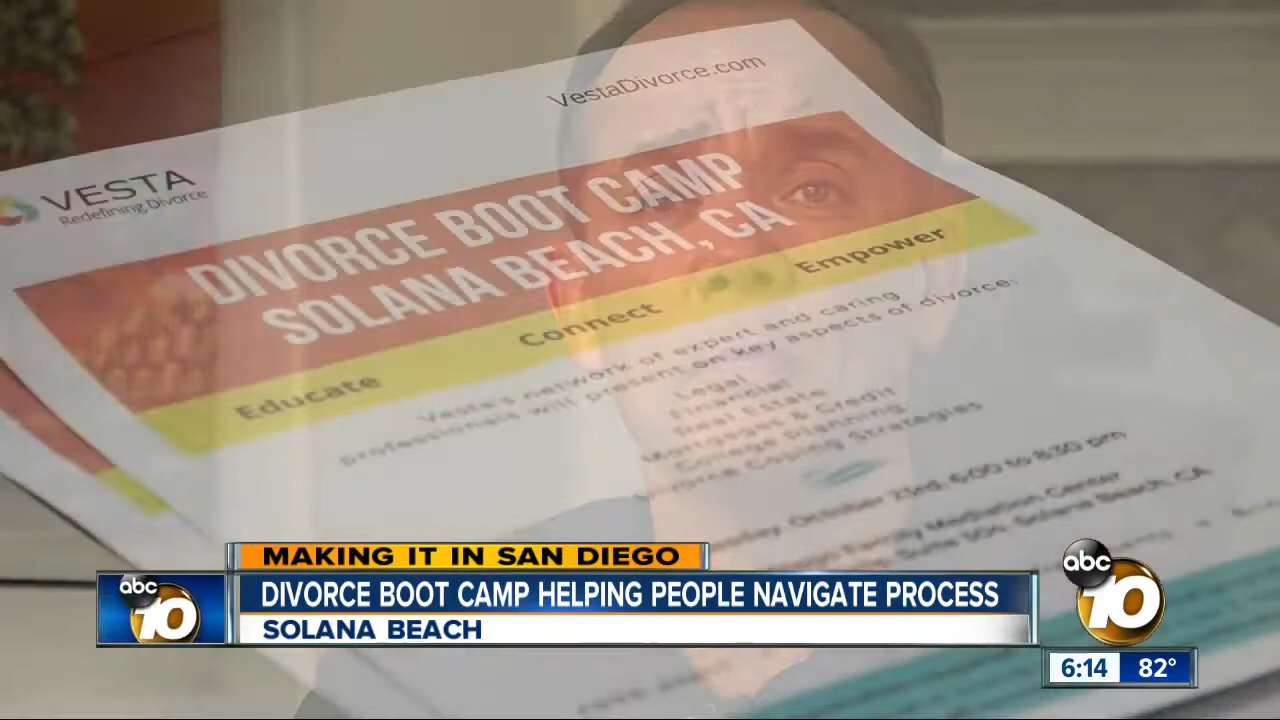 VestaDivorce.com
VESTA
Redefining Divorce
DIVORCE BOOT CAMP
SOLANA BEACH, CA
Educate Connect Empower
Vesta's network of expert and caring
professionals will present on key aspects of divorce:
Legal
Financial
Real Estate
Mortgages & Credit
College Planning
Coping Strategies
October 23rd, 6:00 to 8:30 pm
Family Mediation Center
Solana Beach, CA
MAKING IT IN SAN DIEGO
abc 10
DIVORCE BOOT CAMP HELPING PEOPLE NAVIGATE PROCESS
SOLANA BEACH
abc 10
6:14 82°